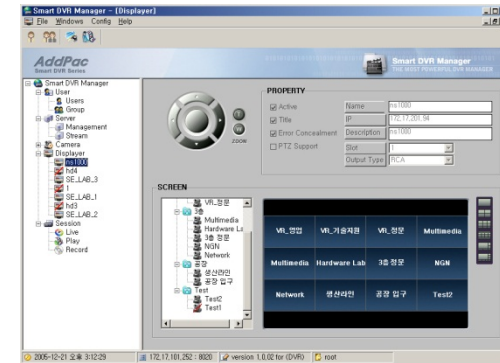 Smart DVR Manager - [Displayer]
File Windows Config Help
AddPac
Smart DVR Series
Smart DVR Manager
THE MOST POWERFUL DVR MANAGER
Smart DVR Manager
User
Users
Group
Server
Management
Stream
Camera
Displayer
ns1000
hd4
SE_LAB_3
1
SE_LAB_1
hd3
SE_LAB_2
Session
Live
Play
Record
ZOOM
PROPERTY
Active
Name
ns1000
Title
IP
172,17,201,94
Error Concealment
Description
ns1000
PTZ Support
Slot
1
Output Type
RCA
SCREEN
VR_정문
3층
Multimedia
Hardware La
3층 정문
NGN
Network
공장
생산라인
공장 입구
Test
Test2
Test1
VR_영업 VR_기술지원 VR_정문 Multimedia
Multimedia Hardware Lab 3층 정문 NGN
Network 생산라인 공장 입구 Test2
2005-12-21 오후 3:12:29
172,17,101,252 : 8020
version 1,0,02 for (DVR)
root